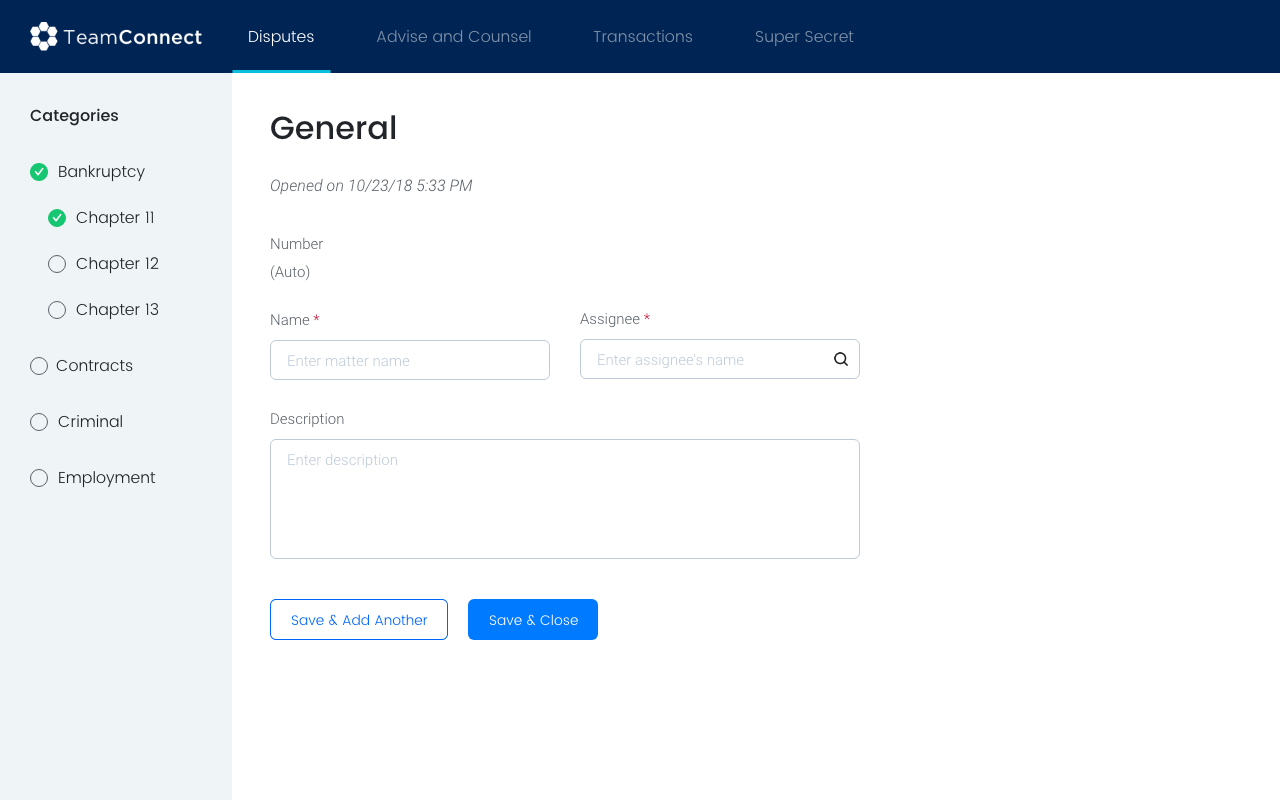 TeamConnect
Disputes
Advise and Counsel
Transactions
Super Secret
Categories
Bankruptcy
Chapter 11
Chapter 12
Chapter 13
Contracts
Criminal
Employment
General
Opened on 10/23/18 5:33 PM
Number
(Auto)
Name *
Assignee *
Enter matter name
Enter assignee's name
Description
Enter description
Save & Add Another
Save & Close